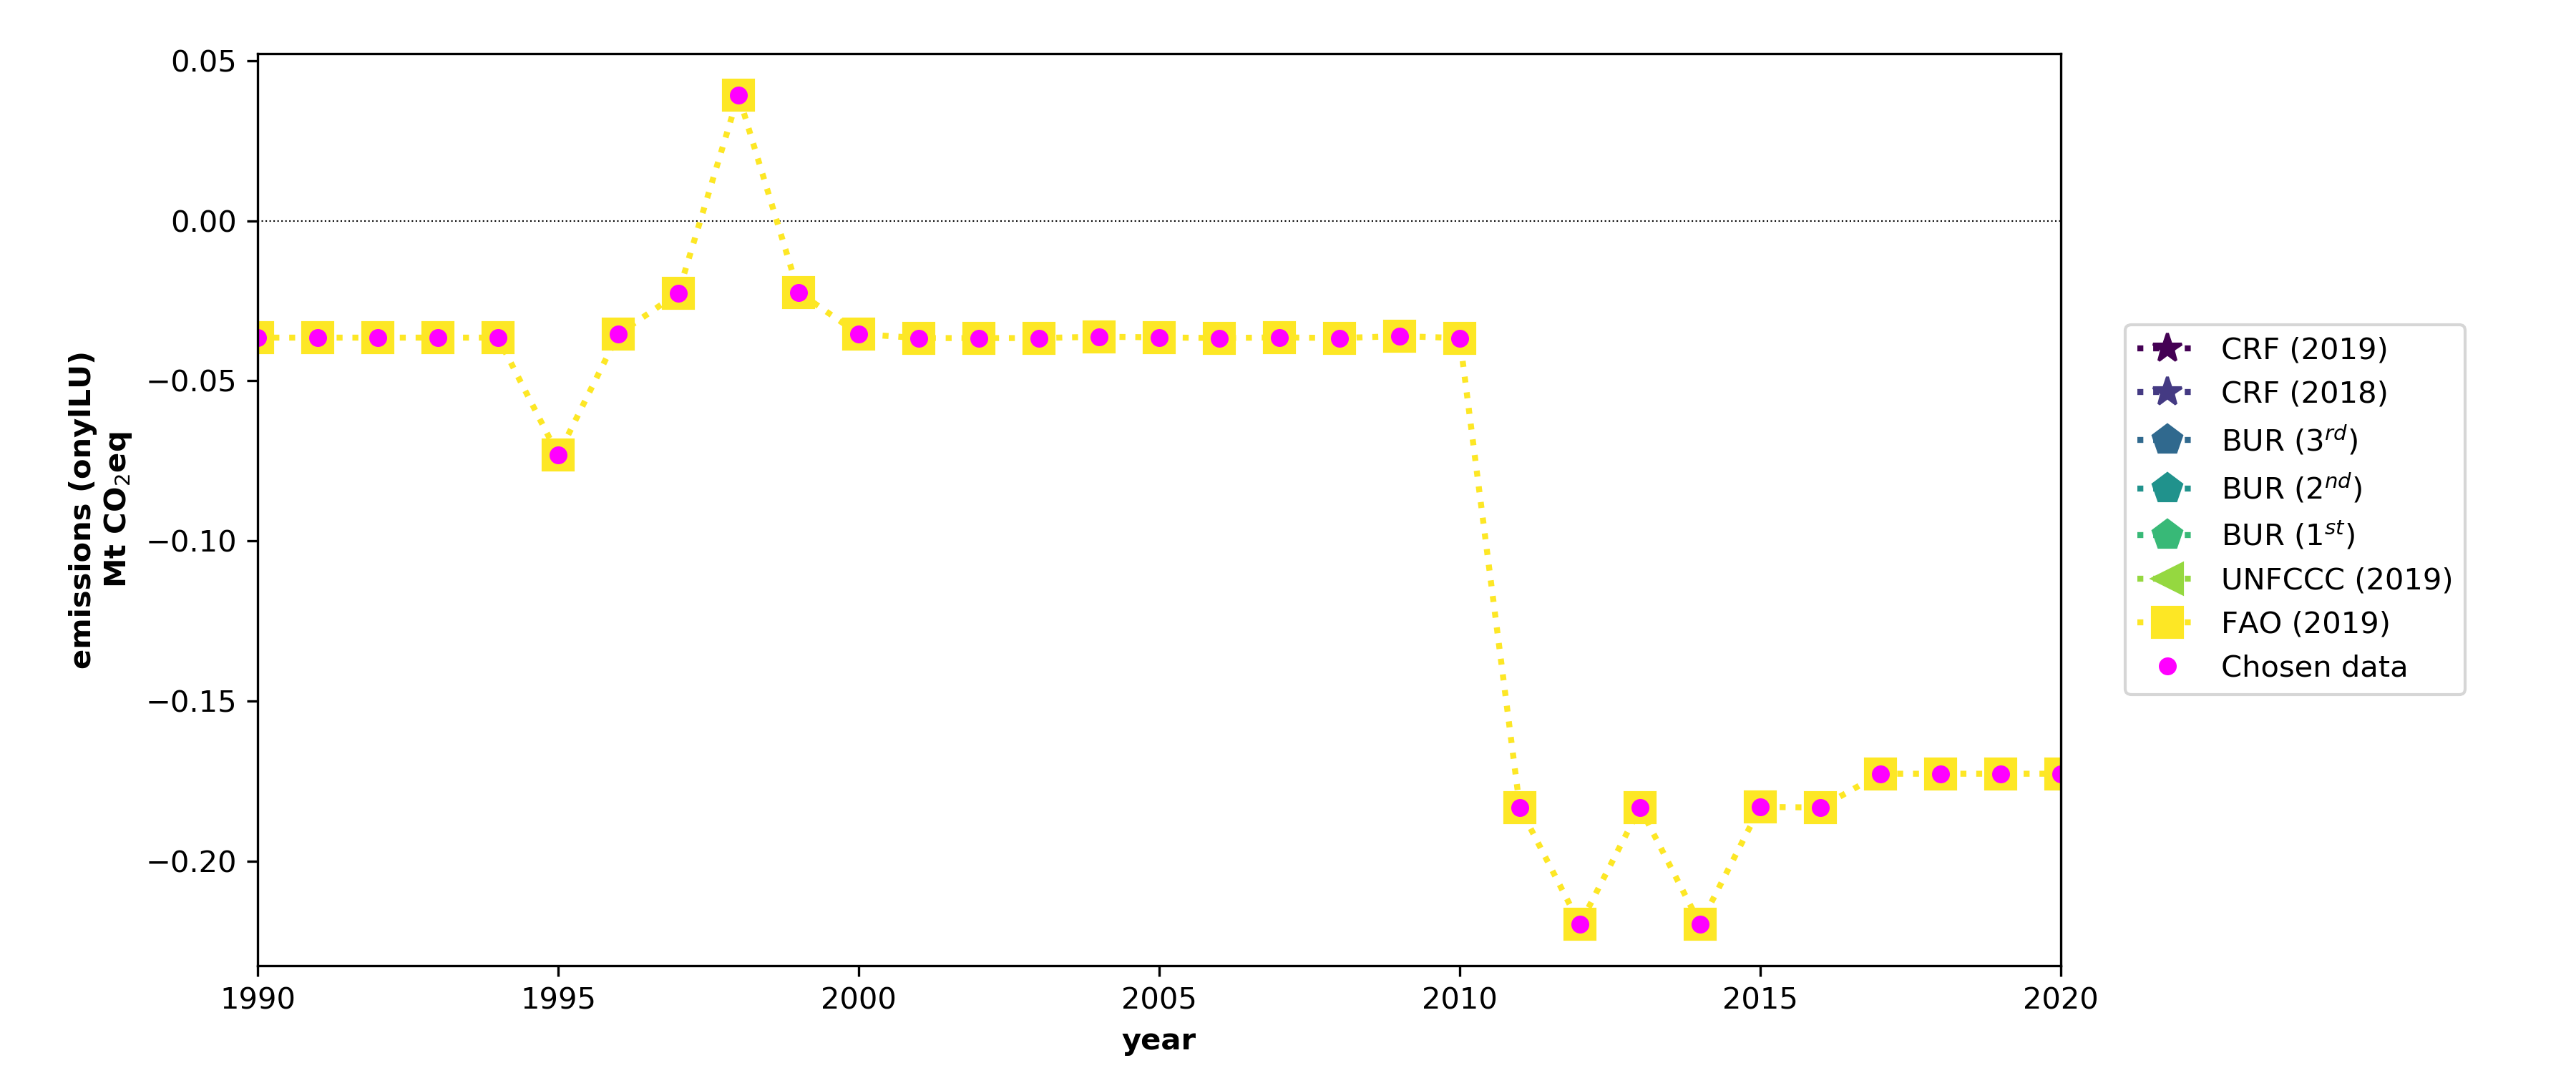 emissions (onylLU)
Mt CO₂eq
0.05
0.00
−0.05
−0.10
−0.15
−0.20
1990 1995 2000 2005 2010 2015 2020
year
CRF (2019)
CRF (2018)
BUR (3ʳᵈ)
BUR (2ⁿᵈ)
BUR (1ˢᵗ)
UNFCCC (2019)
FAO (2019)
Chosen data